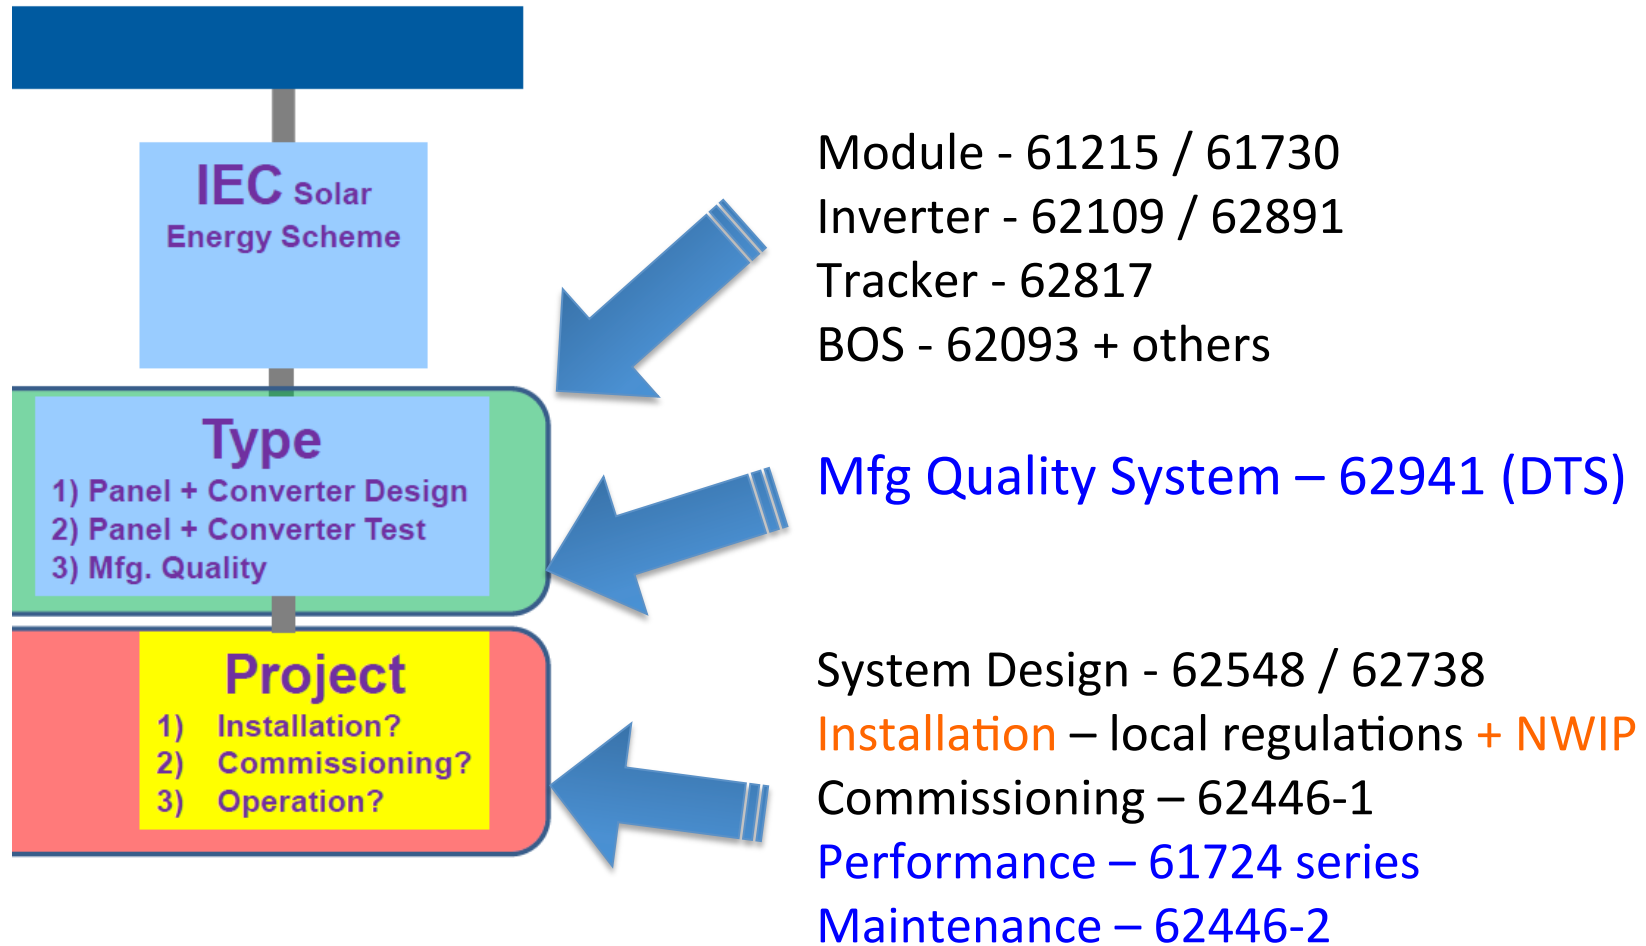 IEC Solar
Energy Scheme
Type
1) Panel + Converter Design
2) Panel + Converter Test
3) Mfg. Quality
Project
1) Installation?
2) Commissioning?
3) Operation?
Module - 61215 / 61730
Inverter - 62109 / 62891
Tracker - 62817
BOS - 62093 + others
Mfg Quality System – 62941 (DTS)
System Design - 62548 / 62738
Installation – local regulations + NWIP
Commissioning – 62446-1
Performance – 61724 series
Maintenance – 62446-2